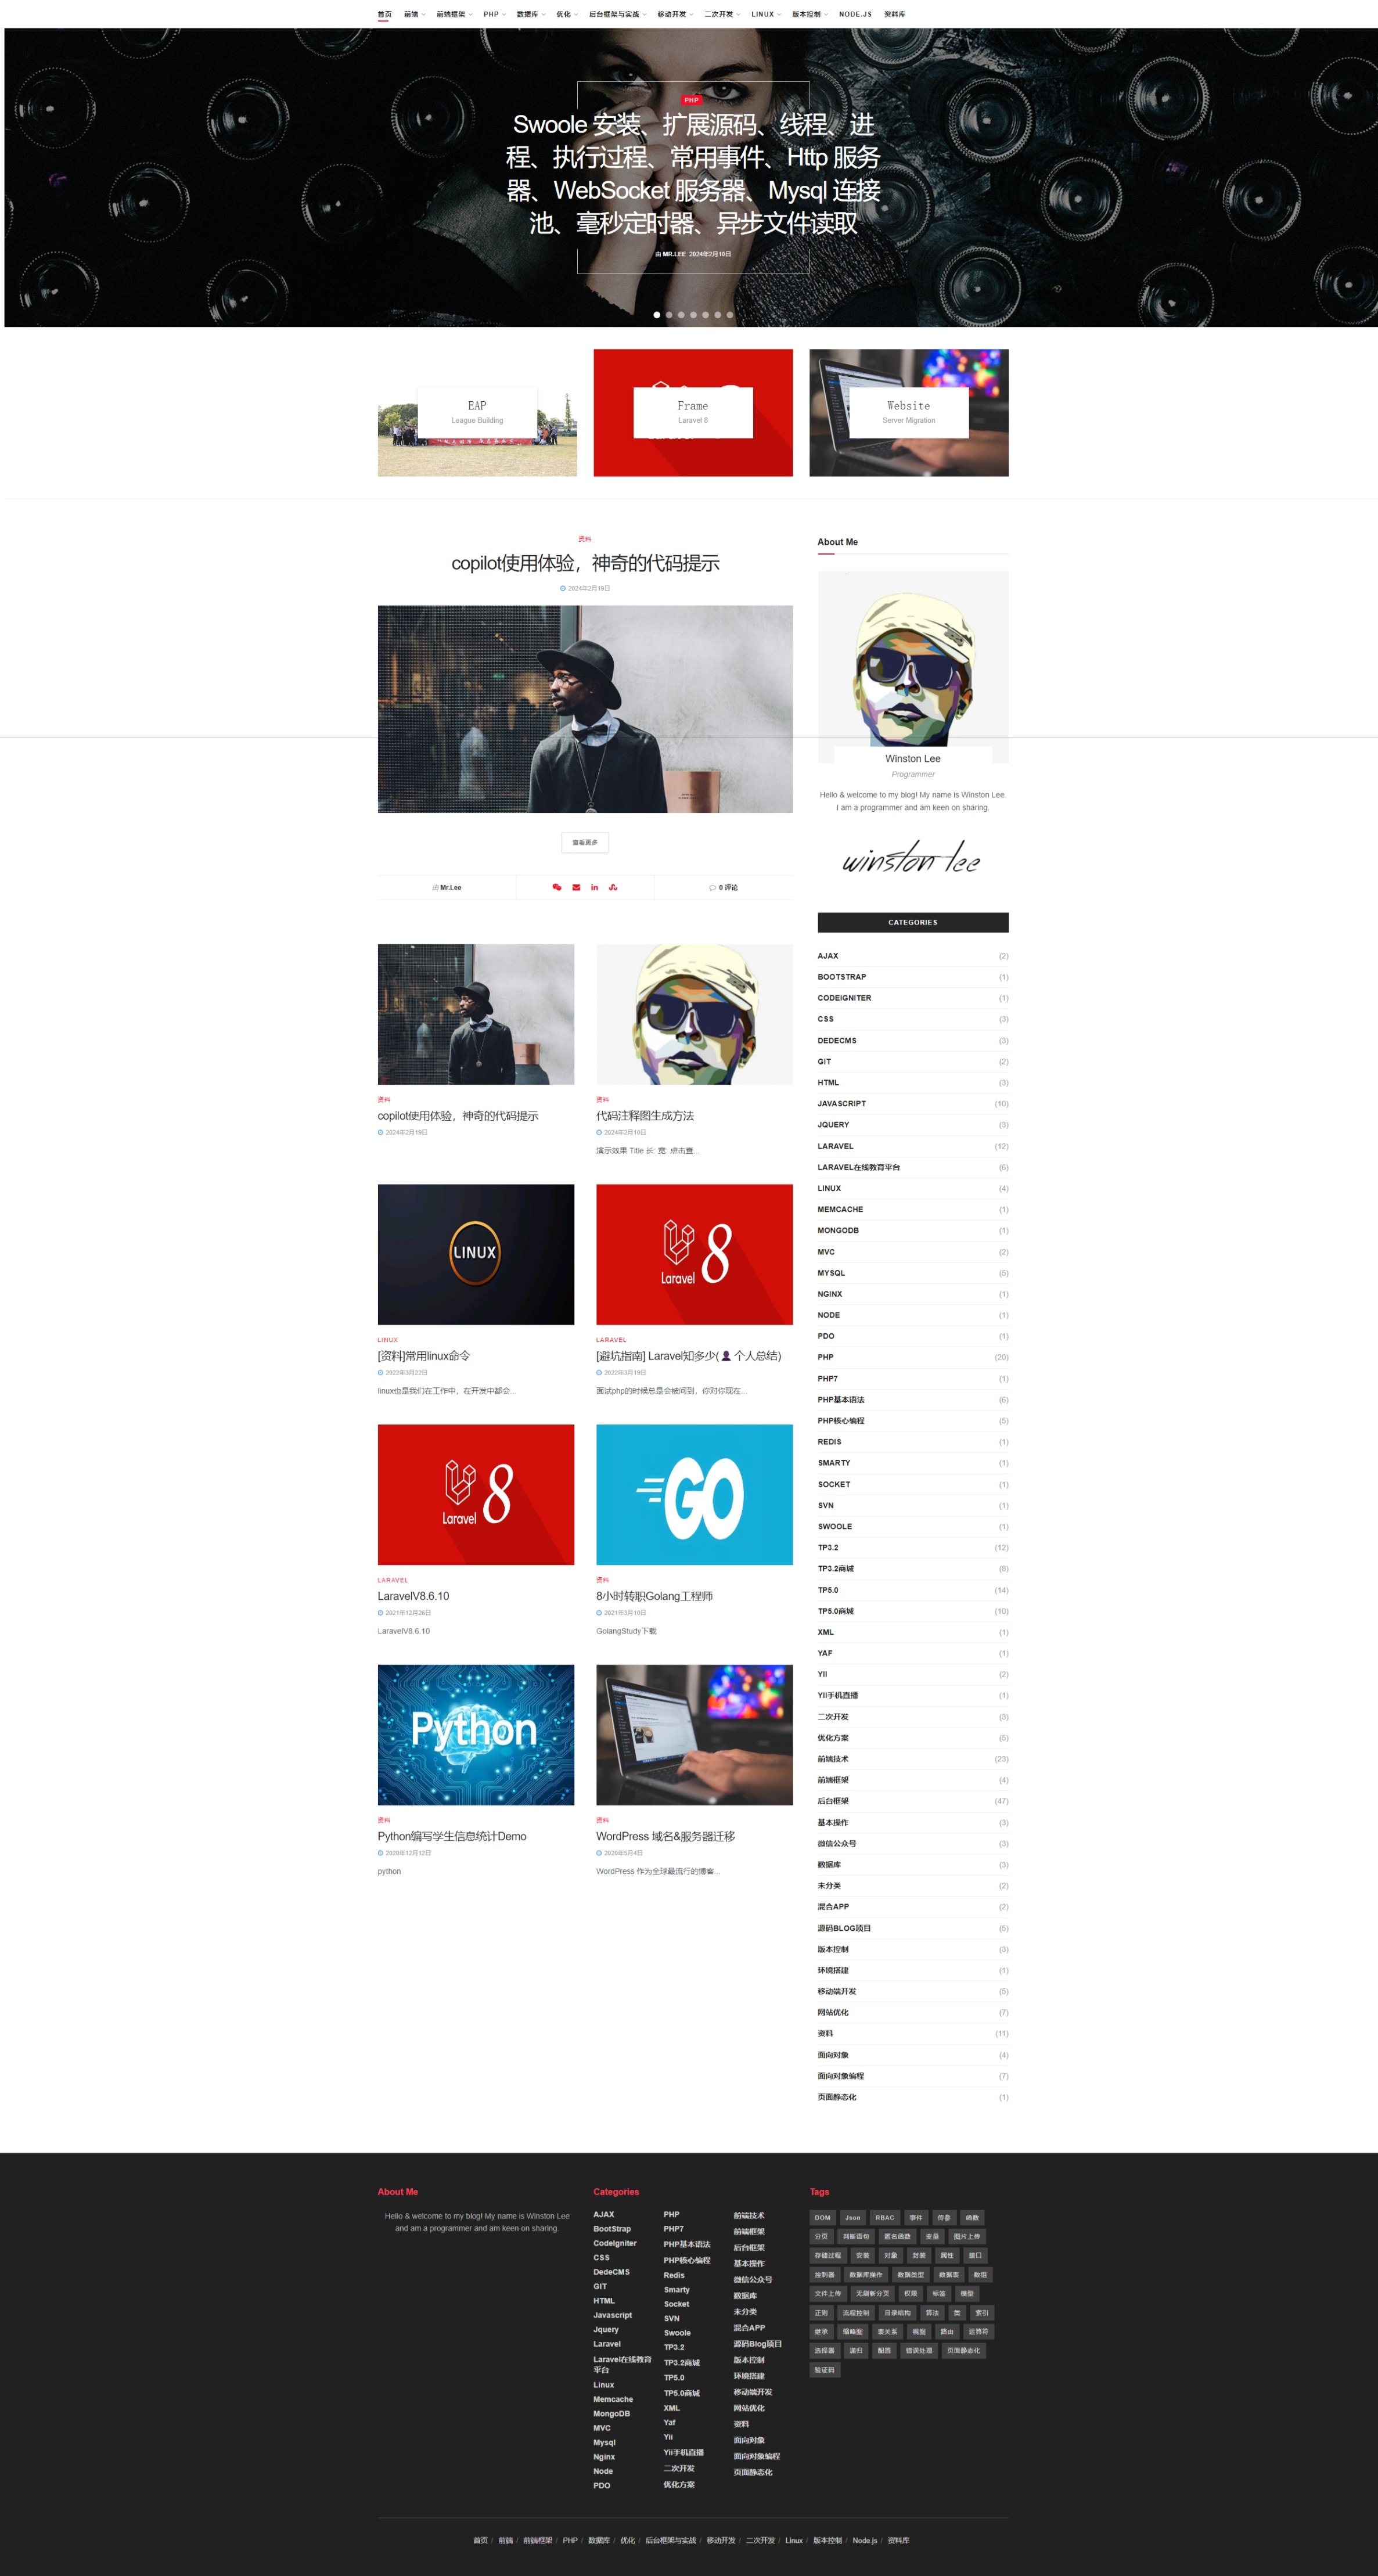 首页 前端 前端框架 PHP 数据库 优化 后台框架与实战 移动开发 二次开发 LINUX 版本控制 NODE.JS 资料库
PHP
Swoole 安装、扩展源码、线程、进
程、执行过程、常用事件、Http 服务
器、WebSocket 服务器、Mysql 连接
池、毫秒定时器、异步文件读取
由 MR.LEE 2024年2月10日
EAP
League Building
Frame
Laravel 8
Website
Server Migration
资料
copilot使用体验，神奇的代码提示
2024年2月19日
查看更多
由 Mr.Lee
0 评论
About Me
Winston Lee
Programmer
Hello & welcome to my blog! My name is Winston Lee.
I am a programmer and am keen on sharing.
winston lee
资料
copilot使用体验，神奇的代码提示
2024年2月19日
资料
代码注释图生成方法
2024年2月10日
演示效果 Title 长: 宽: 点击查...
LINUX
LINUX
[资料]常用linux命令
2022年3月22日
linux也是我们在工作中，在开发中都会...
Laravel 8
LARAVEL
[避坑指南] Laravel知多少(👤个人总结)
2022年3月19日
面试php的时候总是会被问到，你对你现在...
Laravel 8
LARAVEL
LaravelV8.6.10
2021年12月26日
LaravelV8.6.10
GO
资料
8小时转职Golang工程师
2021年3月10日
GolangStudy下载
Python
资料
Python编写学生信息统计Demo
2020年12月12日
python
资料
WordPress 域名&服务器迁移
2020年5月4日
WordPress 作为全球最流行的博客...
CATEGORIES
AJAX (2)
BOOTSTRAP (1)
CODEIGNITER (1)
CSS (3)
DEDECMS (3)
GIT (2)
HTML (3)
JAVASCRIPT (10)
JQUERY (3)
LARAVEL (12)
LARAVEL在线教育平台 (6)
LINUX (4)
MEMCACHE (1)
MONGODB (1)
MVC (2)
MYSQL (5)
NGINX (1)
NODE (1)
PDO (1)
PHP (20)
PHP7 (1)
PHP基本语法 (6)
PHP核心编程 (5)
REDIS (1)
SMARTY (1)
SOCKET (1)
SVN (1)
SWOOLE (1)
TP3.2 (12)
TP3.2商城 (8)
TP5.0 (14)
TP5.0商城 (10)
XML (1)
YAF (1)
YII (2)
YII手机直播 (1)
二次开发 (3)
优化方案 (5)
前端技术 (23)
前端框架 (4)
后台框架 (47)
基本操作 (3)
微信公众号 (3)
数据库 (3)
未分类 (2)
混合APP (2)
源码BLOG项目 (5)
版本控制 (3)
环境搭建 (1)
移动端开发 (5)
网站优化 (7)
资料 (11)
面向对象 (4)
面向对象编程 (7)
页面静态化 (1)
About Me
Hello & welcome to my blog! My name is Winston Lee
and am a programmer and am keen on sharing.
Categories
AJAX
BootStrap
CodeIgniter
CSS
DedeCMS
GIT
HTML
Javascript
Jquery
Laravel
Laravel在线教育
平台
Linux
Memcache
MongoDB
MVC
Mysql
Nginx
Node
PDO
PHP
PHP7
PHP基本语法
PHP核心编程
Redis
Smarty
Socket
SVN
Swoole
TP3.2
TP3.2商城
TP5.0
TP5.0商城
XML
Yaf
Yii
Yii手机直播
二次开发
优化方案
前端技术
前端框架
后台框架
基本操作
微信公众号
数据库
未分类
混合APP
源码Blog项目
版本控制
环境搭建
移动端开发
网站优化
资料
面向对象
面向对象编程
页面静态化
Tags
DOM Json RBAC 事件 传参 函数
分页 判断语句 匿名函数 变量 图片上传
存储过程 安装 对象 封装 属性 接口
控制器 数据库操作 数据类型 数据表 数组
文件上传 无刷新分页 权限 标签 模型
正则 流程控制 目录结构 算法 类 索引
继承 缩略图 表关系 视图 路由 运算符
选择器 递归 配置 错误处理 页面静态化
验证码
首页 / 前端 / 前端框架 / PHP / 数据库 / 优化 / 后台框架与实战 / 移动开发 / 二次开发 / Linux / 版本控制 / Node.js / 资料库